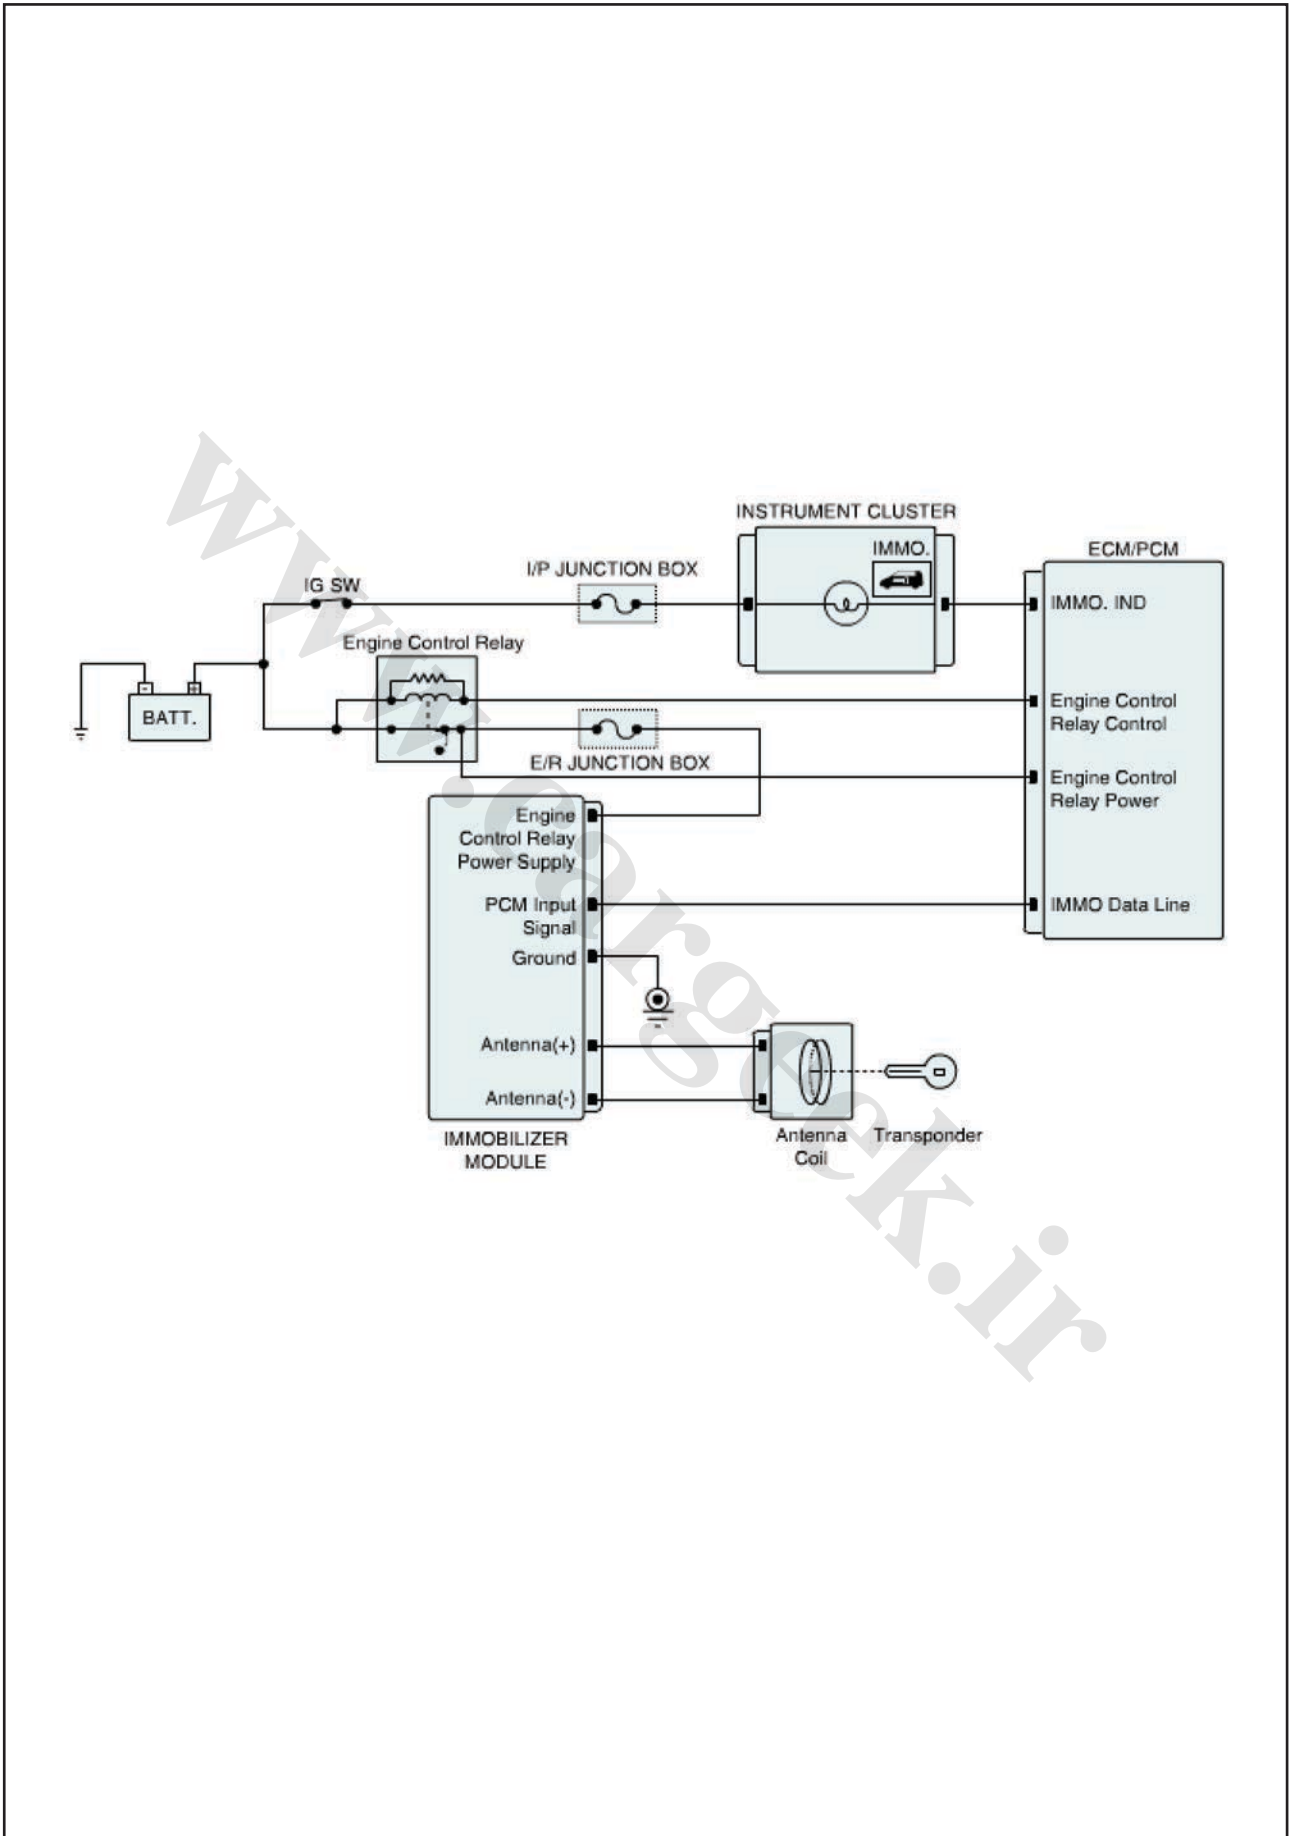 INSTRUMENT CLUSTER
IMMO.
ECM/PCM
I/P JUNCTION BOX
IG SW
IMMO. IND
Engine Control Relay
Engine Control
Relay Control
- +
BATT.
E/R JUNCTION BOX
Engine Control
Relay Power
Engine
Control Relay
Power Supply
PCM Input
Signal
IMMO Data Line
Ground
Antenna(+)
Antenna(-)
IMMOBILIZER
MODULE
Antenna
Coil
Transponder
www.cargeek.ir